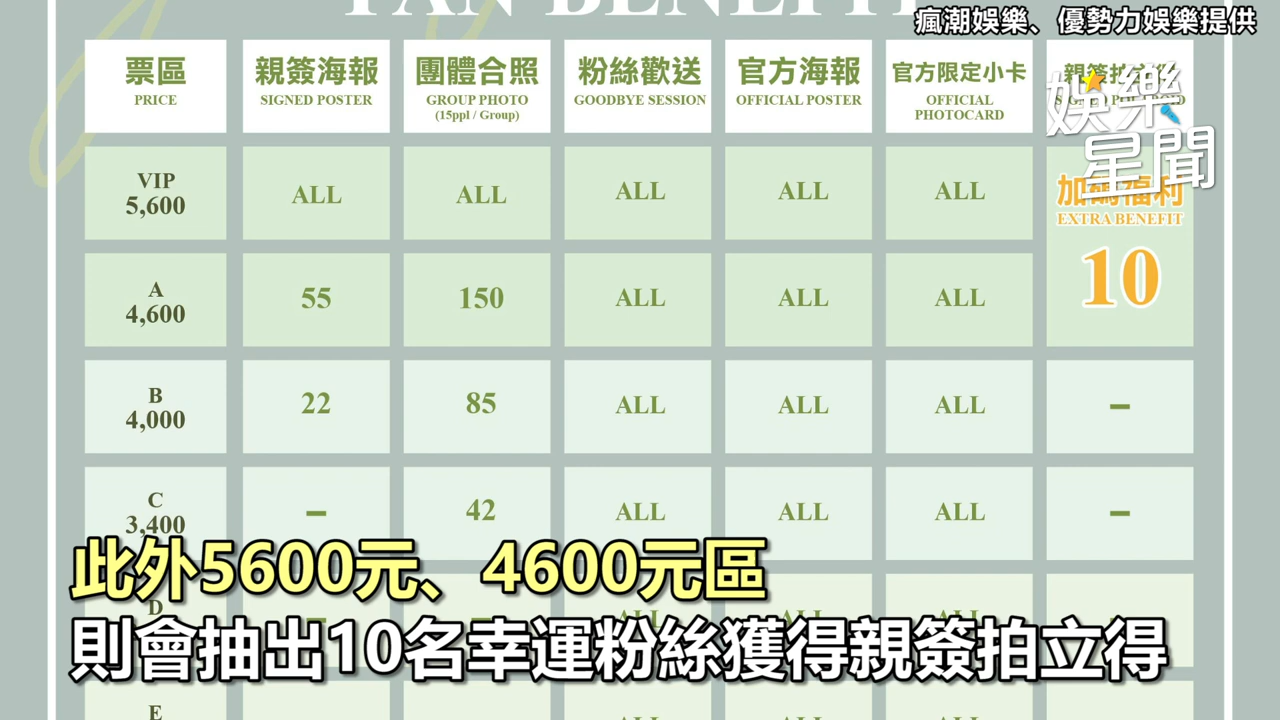 FAN BENEFIT
瘋潮娛樂、優勢力娛樂提供
票區 親簽海報 團體合照 粉絲歡送 官方海報 官方限定小卡
PRICE SIGNED POSTER GROUP PHOTO GOODBYE SESSION OFFICIAL POSTER OFFICIAL
(15ppl / Group) PHOTOCARD
娛樂
星聞
VIP
5,600 ALL ALL ALL ALL ALL
加碼福利
EXTRA BENEFIT
10
A
4,600 55 150 ALL ALL ALL
B
4,000 22 85 ALL ALL ALL –
C
3,400 – 42 ALL ALL ALL –
D
此外5600元、4600元區
則會抽出10名幸運粉絲獲得親簽拍立得
E